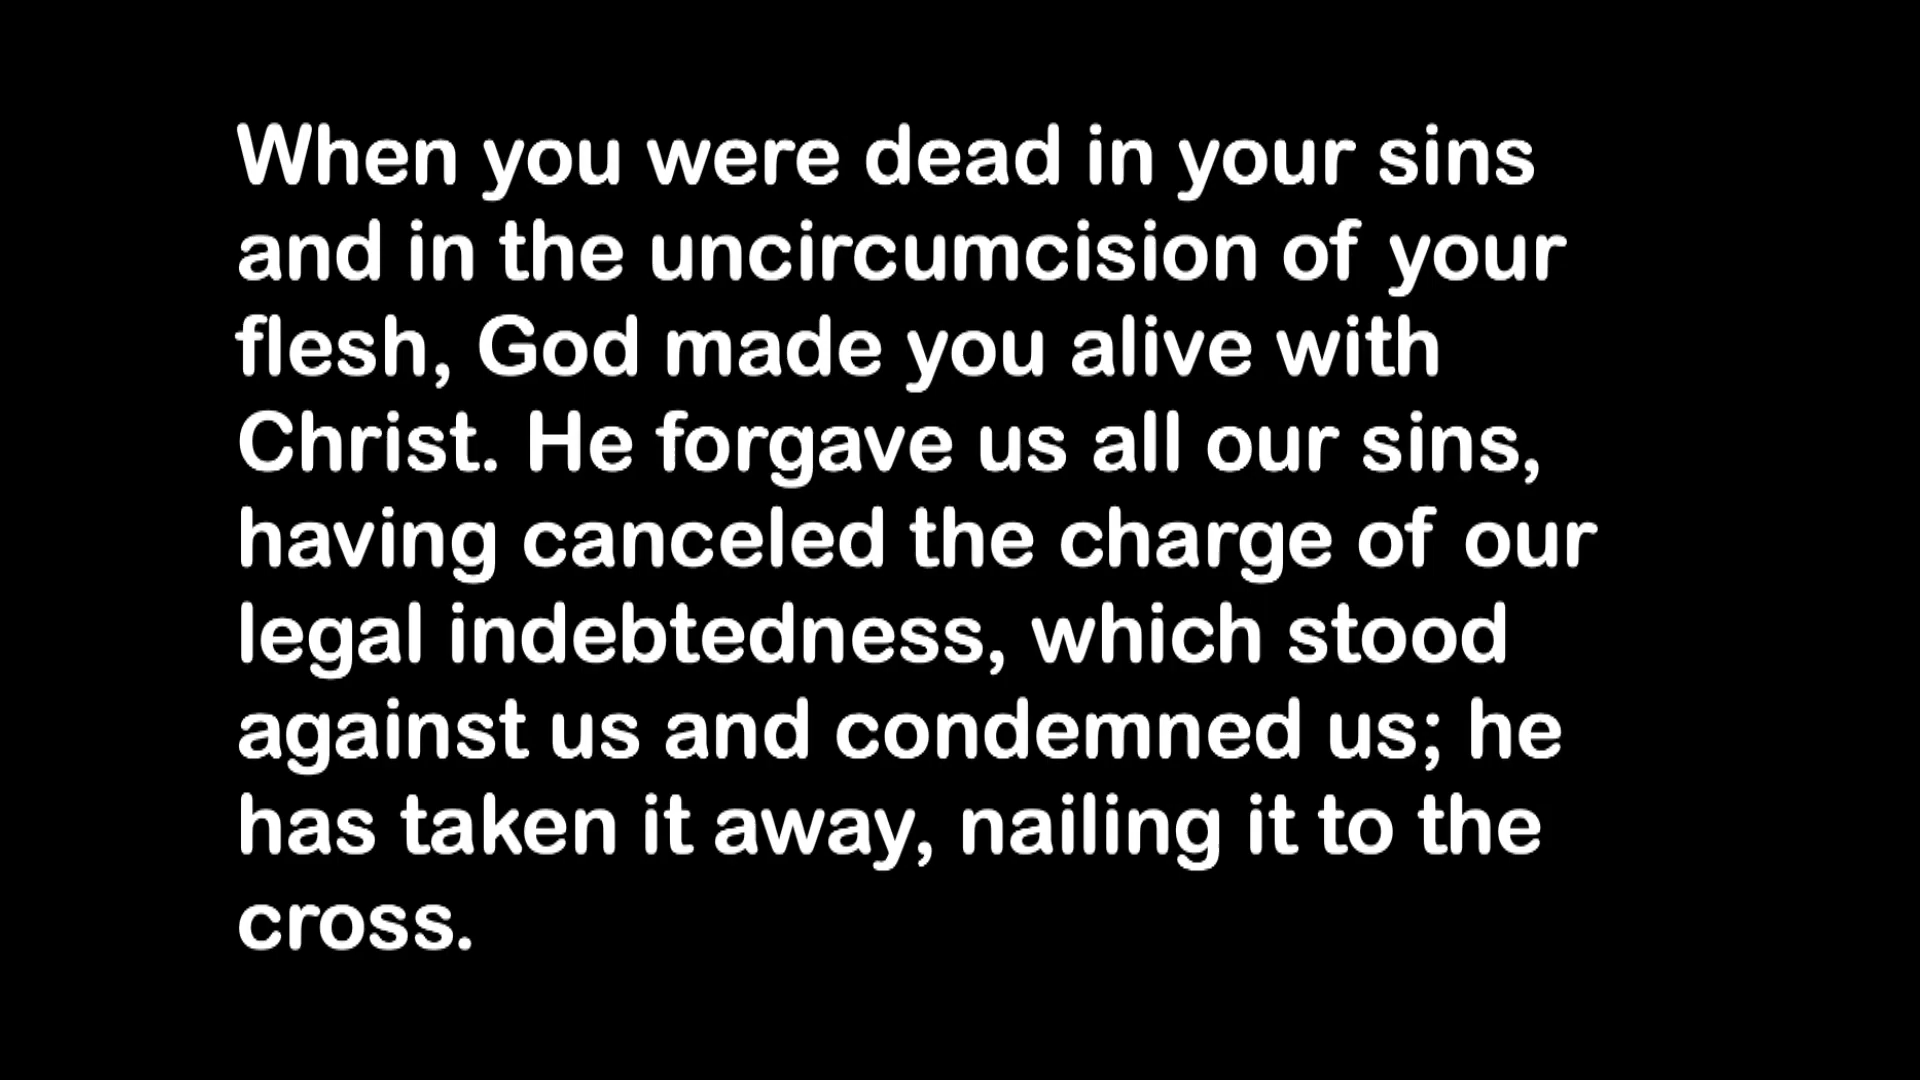 When you were dead in your sins
and in the uncircumcision of your
flesh, God made you alive with
Christ. He forgave us all our sins,
having canceled the charge of our
legal indebtedness, which stood
against us and condemned us; he
has taken it away, nailing it to the
cross.